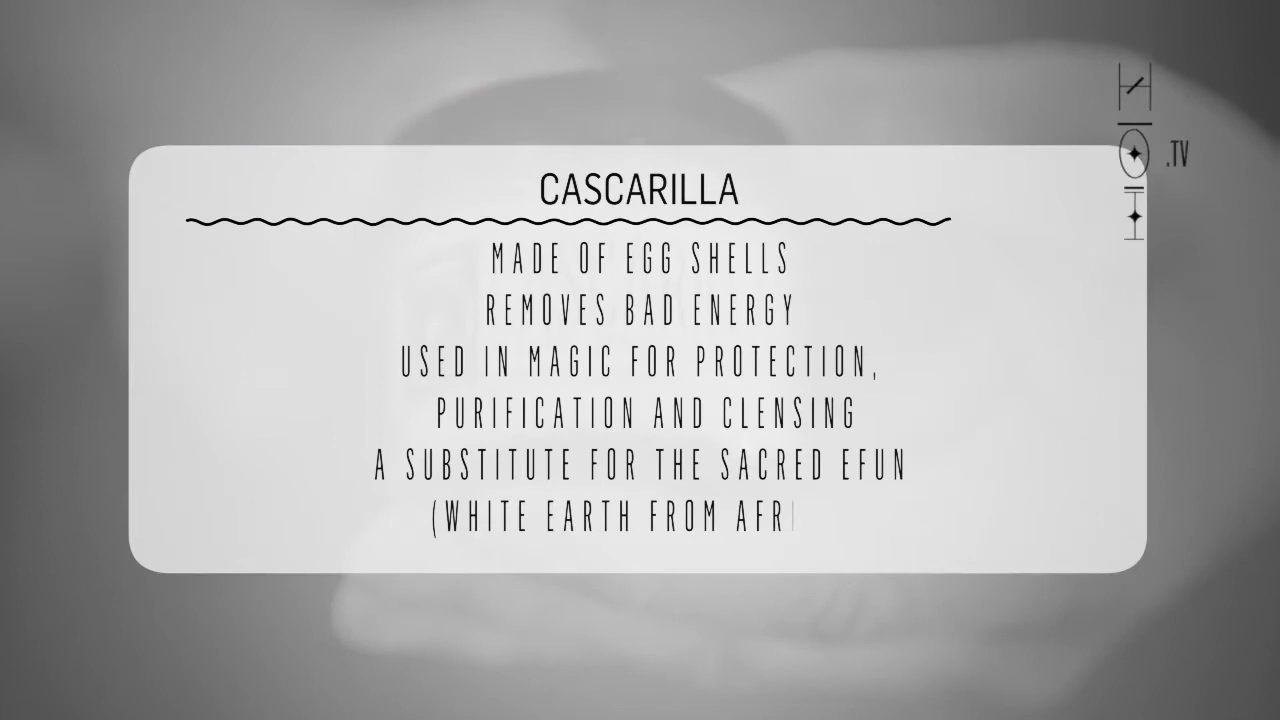 CASCARILLA
MADE OF EGG SHELLS
REMOVES BAD ENERGY
USED IN MAGIC FOR PROTECTION,
PURIFICATION AND CLENSING
A SUBSTITUTE FOR THE SACRED EFUN
(WHITE EARTH FROM AFRI
.TV